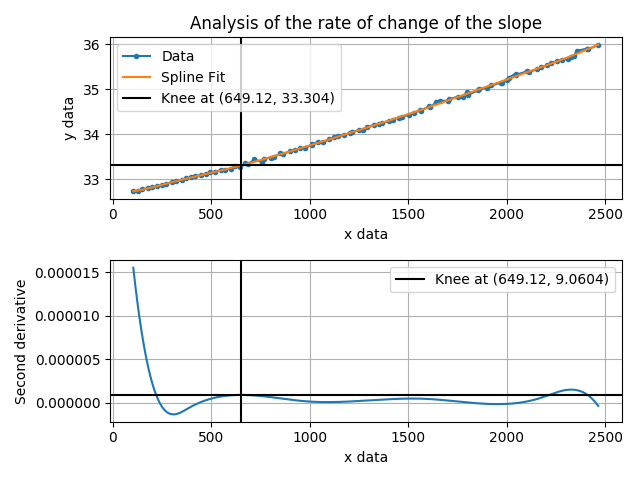 Analysis of the rate of change of the slope
36
35
34
33
y data
Data
Spline Fit
Knee at (649.12, 33.304)
0 500 1000 1500 2000 2500
x data
0.000015
0.000010
0.000005
0.000000
Second derivative
Knee at (649.12, 9.0604)
0 500 1000 1500 2000 2500
x data